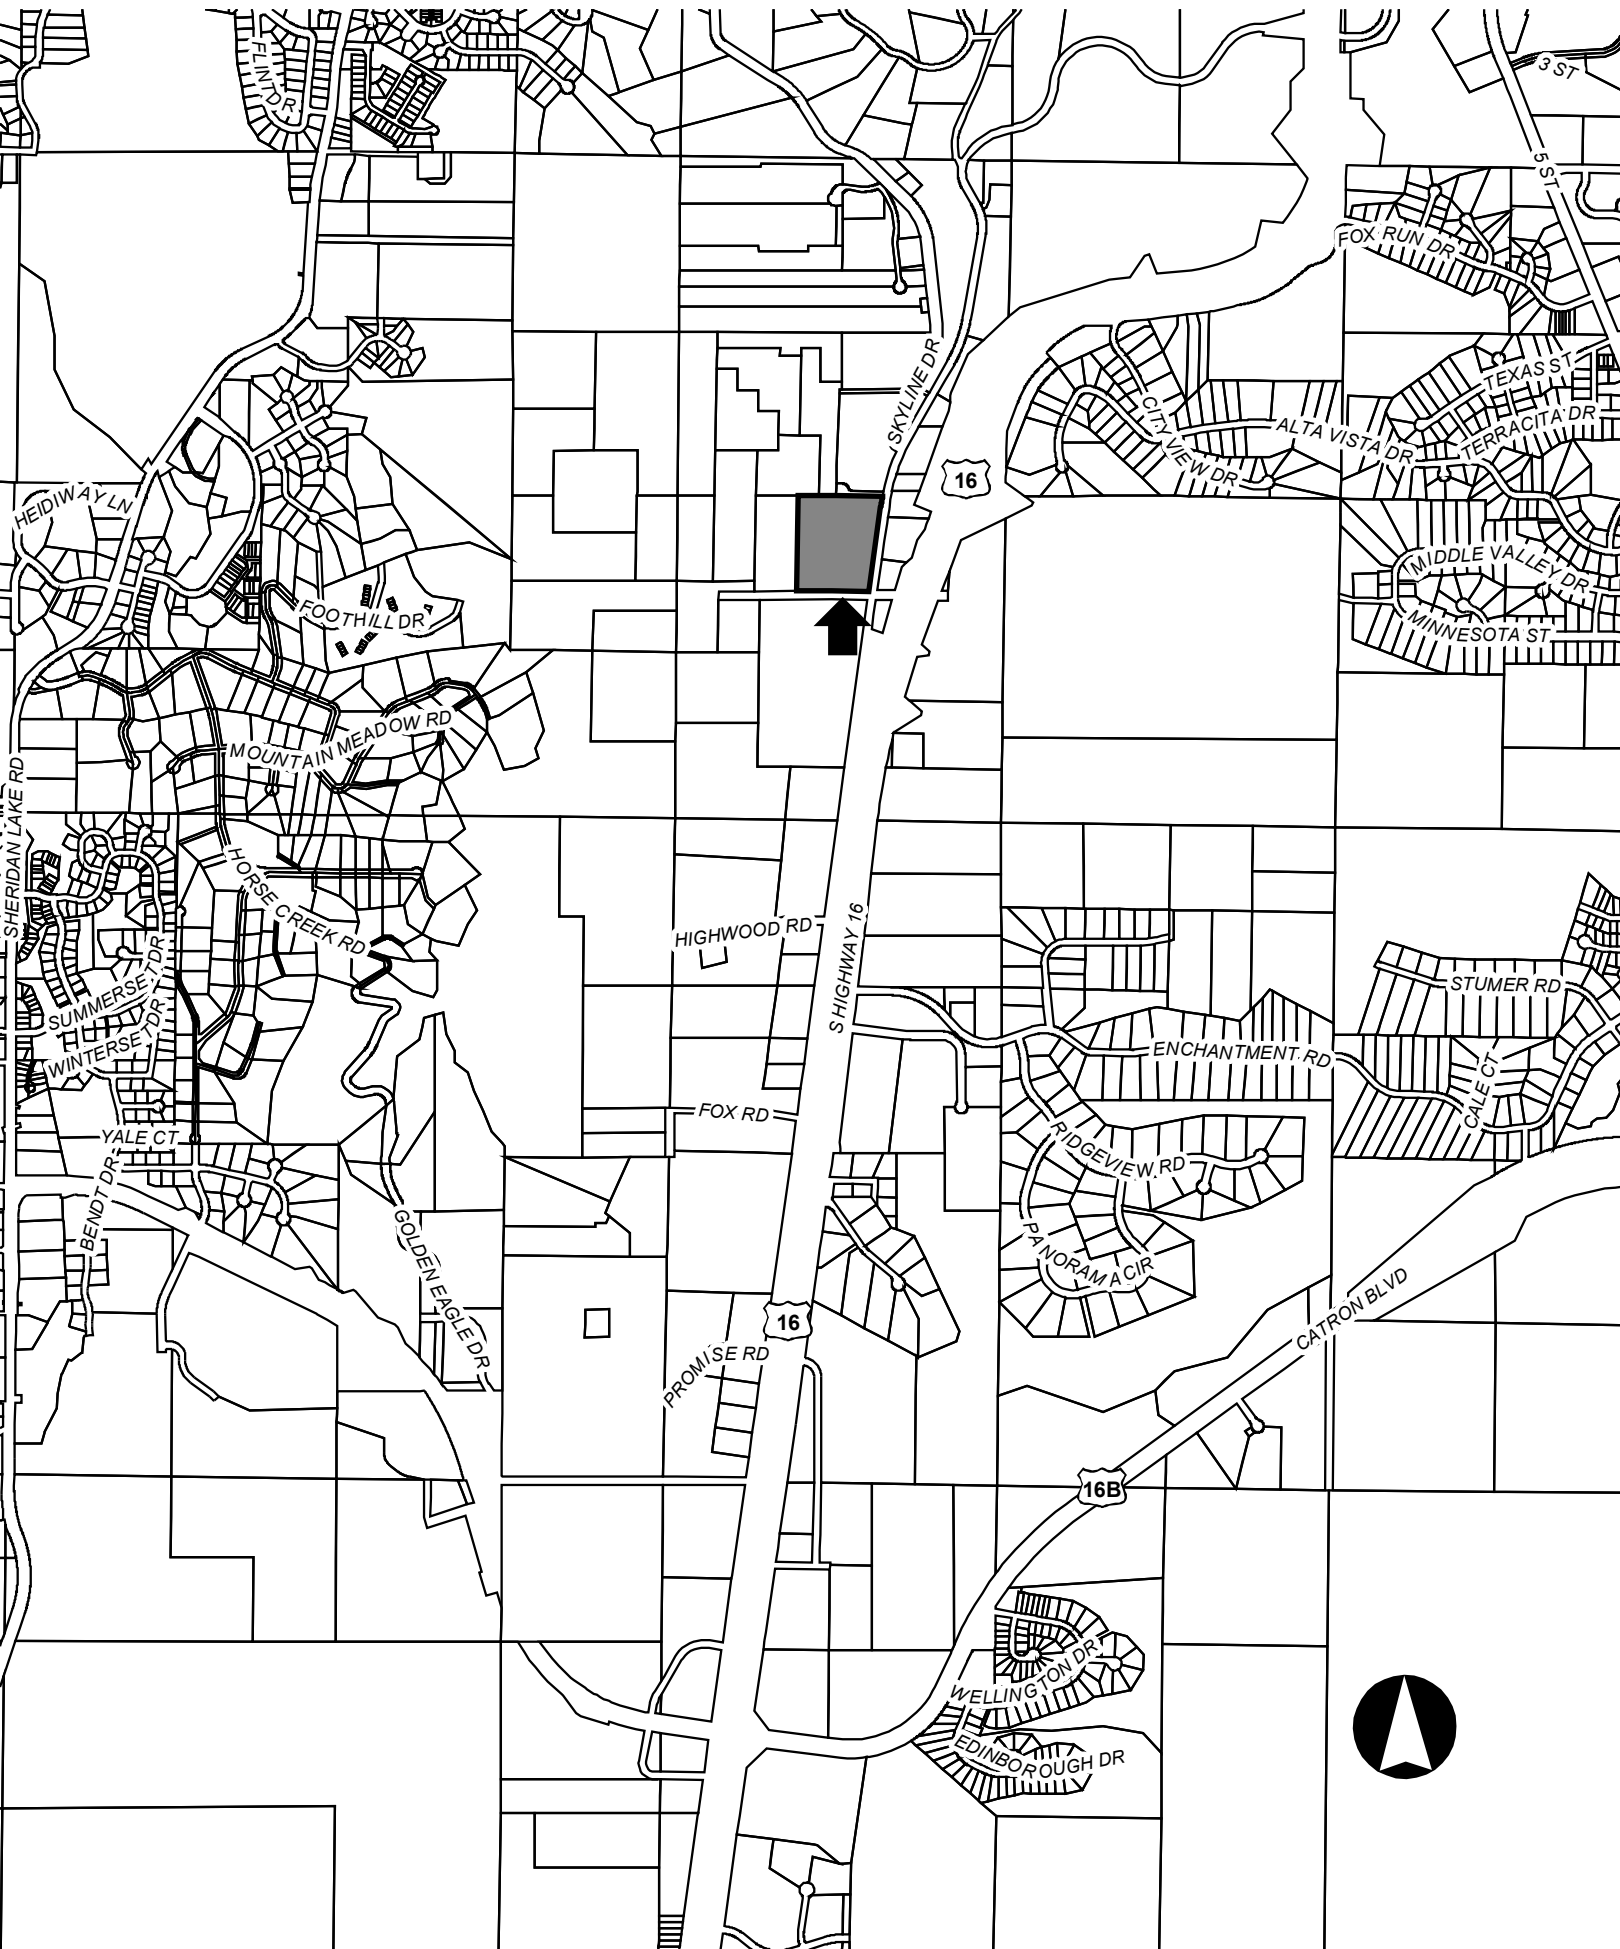 FLINT DR
3 ST
5 ST
FOX RUN DR
SKYLINE DR
TEXAS ST
CITY VIEW DR
ALTA VISTA DR
TERRACITA DR
16
HEIDIWAY LN
MIDDLE VALLEY DR
FOOTHILL DR
MINNESOTA ST
MOUNTAIN MEADOW RD
SHERIDAN LAKE RD
HORSE CREEK RD
HIGHWOOD RD
S HIGHWAY 16
SUMMERSET DR
STUMER RD
WINTERSET DR
ENCHANTMENT RD
CALE CT
FOX RD
YALE CT
RIDGEVIEW RD
BENDT DR
GOLDEN EAGLE DR
PANORAMA CIR
16
CATRON BLVD
PROMISE RD
16B
WELLINGTON DR
EDINBOROUGH DR